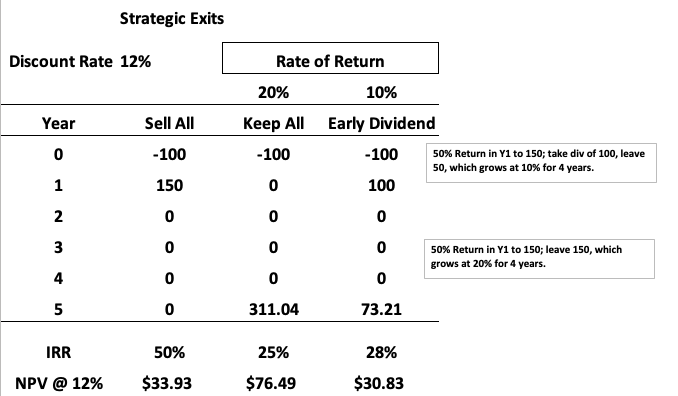 Strategic Exits
Discount Rate 12% Rate of Return
20% 10%
Year Sell All Keep All Early Dividend
0 -100 -100 -100
50% Return in Y1 to 150; take div of 100, leave
50, which grows at 10% for 4 years.
1 150 0 100
2 0 0 0
3 0 0 0
50% Return in Y1 to 150; leave 150, which
grows at 20% for 4 years.
4 0 0 0
5 0 311.04 73.21
IRR 50% 25% 28%
NPV @ 12% $33.93 $76.49 $30.83